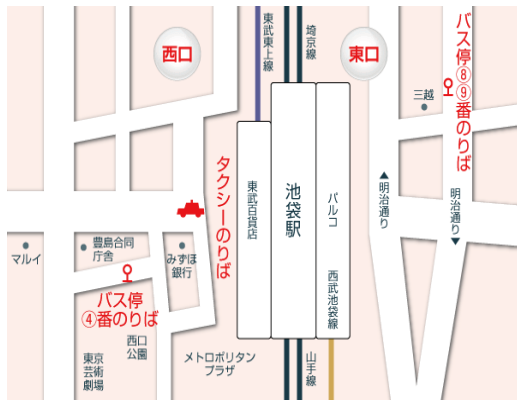 西口
東武東上線
埼京線
東口
バス停⑧⑨番のりば
三越
タクシーのりば
東武百貨店
池袋駅
パルコ
▲明治通り
明治通り▼
マルイ
豊島合同
庁舎
みずほ
銀行
西武池袋線
バス停
④番のりば
西口
公園
東京
芸術
劇場
メトロポリタン
プラザ
山手線